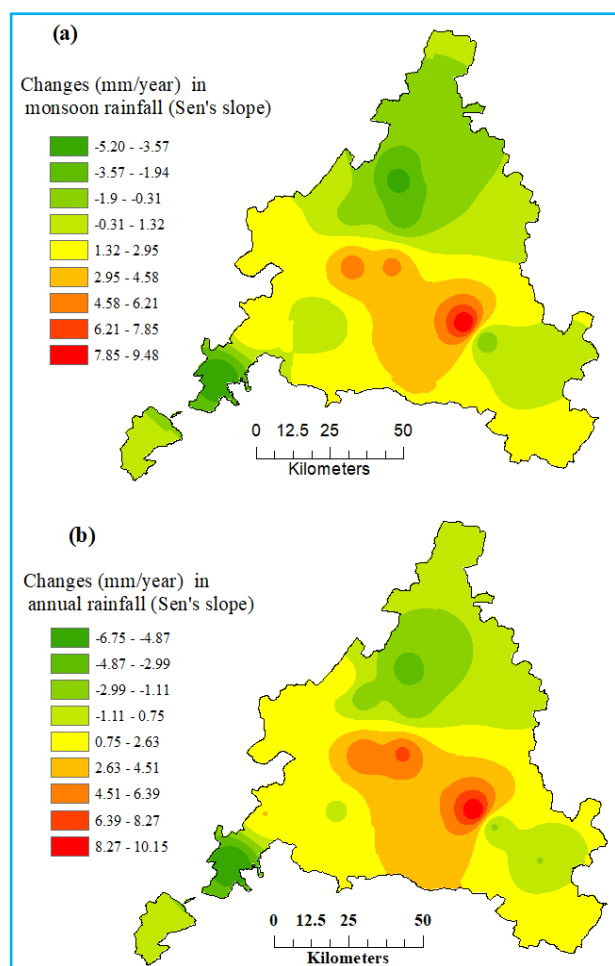 (a)
Changes (mm/year) in
monsoon rainfall (Sen's slope)
-5.20 - -3.57
-3.57 - -1.94
-1.9 - -0.31
-0.31 - 1.32
1.32 - 2.95
2.95 - 4.58
4.58 - 6.21
6.21 - 7.85
7.85 - 9.48
0 12.5 25 50
Kilometers
(b)
Changes (mm/year) in
annual rainfall (Sen's slope)
-6.75 - -4.87
-4.87 - -2.99
-2.99 - -1.11
-1.11 - 0.75
0.75 - 2.63
2.63 - 4.51
4.51 - 6.39
6.39 - 8.27
8.27 - 10.15
0 12.5 25 50
Kilometers